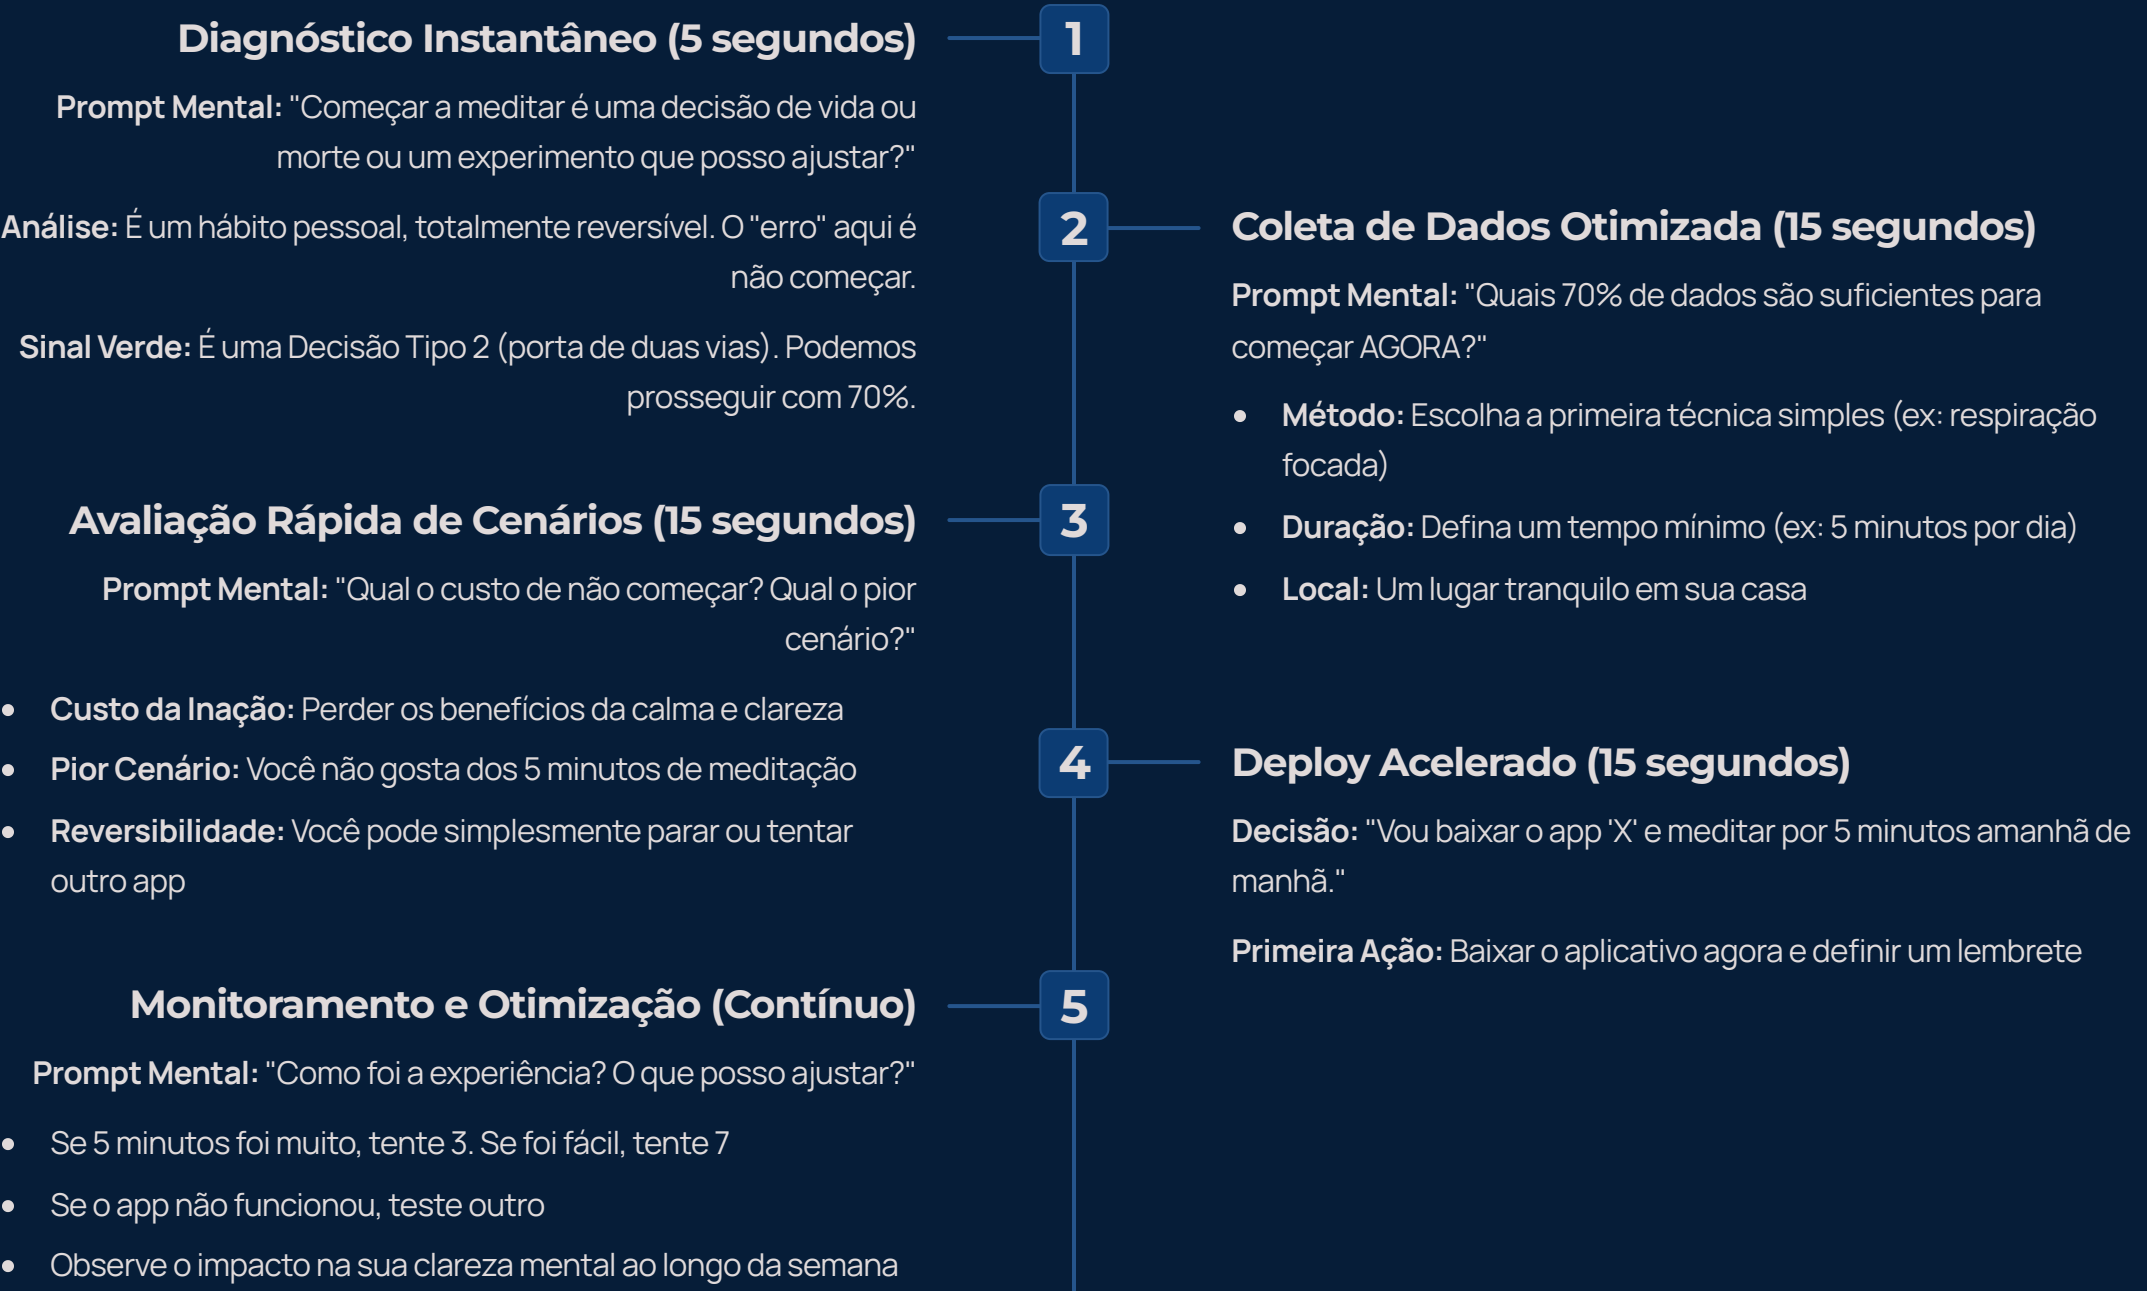 1
Diagnóstico Instantâneo (5 segundos)
Prompt Mental: "Começar a meditar é uma decisão de vida ou
morte ou um experimento que posso ajustar?"
Análise: É um hábito pessoal, totalmente reversível. O "erro" aqui é
não começar.
Sinal Verde: É uma Decisão Tipo 2 (porta de duas vias). Podemos
prosseguir com 70%.
2
Coleta de Dados Otimizada (15 segundos)
Prompt Mental: "Quais 70% de dados são suficientes para
começar AGORA?"
• Método: Escolha a primeira técnica simples (ex: respiração
focada)
• Duração: Defina um tempo mínimo (ex: 5 minutos por dia)
• Local: Um lugar tranquilo em sua casa
3
Avaliação Rápida de Cenários (15 segundos)
Prompt Mental: "Qual o custo de não começar? Qual o pior
cenário?"
• Custo da Inação: Perder os benefícios da calma e clareza
• Pior Cenário: Você não gosta dos 5 minutos de meditação
• Reversibilidade: Você pode simplesmente parar ou tentar
outro app
4
Deploy Acelerado (15 segundos)
Decisão: "Vou baixar o app 'X' e meditar por 5 minutos amanhã de
manhã."
Primeira Ação: Baixar o aplicativo agora e definir um lembrete
5
Monitoramento e Otimização (Contínuo)
Prompt Mental: "Como foi a experiência? O que posso ajustar?"
• Se 5 minutos foi muito, tente 3. Se foi fácil, tente 7
• Se o app não funcionou, teste outro
• Observe o impacto na sua clareza mental ao longo da semana